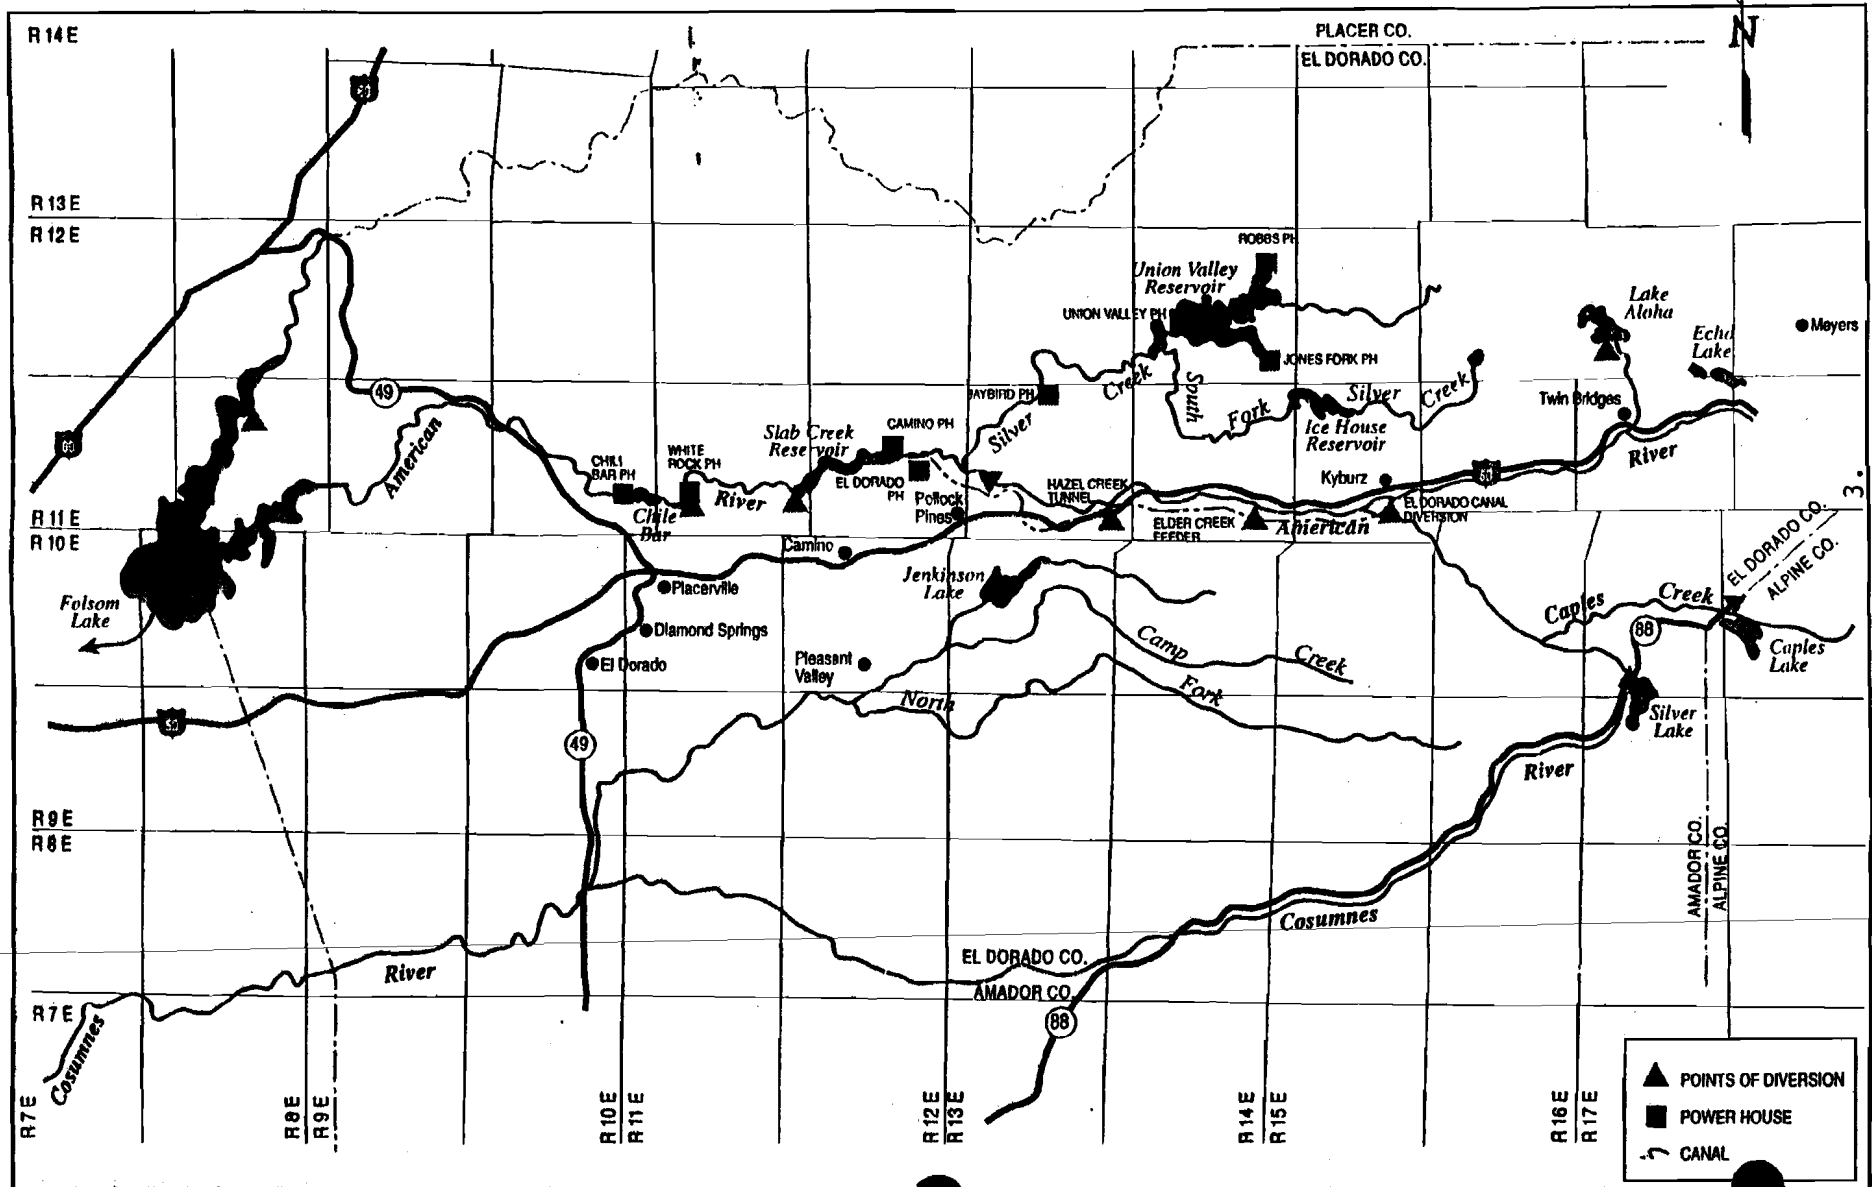 R 14 E
PLACER CO.
EL DORADO CO.
N
R 13 E
R 12 E
ROBBS PH
Union Valley
Reservoir
UNION VALLEY PH
JONES FORK PH
Lake
Aloha
Echo
Lake
Meyers
49
Creek
South
Fork
Silver
Creek
Ice House
Reservoir
Twin Bridges
JAYBIRD PH
Silver
American
CAMINO PH
Slab Creek
Reservoir
WHITE
ROCK PH
CHILI
BAR PH
River
EL DORADO
PH
Pollock
Pines
HAZEL CREEK
TUNNEL
Kyburz
River
EL DORADO CANAL
DIVERSION
ELDER CREEK
FEEDER
American
Chile
Bar
3.
R 11 E
R 10 E
Camino
Jenkinson
Lake
EL DORADO CO.
ALPINE CO.
Folsom
Lake
Placerville
Diamond Springs
El Dorado
Pleasant
Valley
Camp
Creek
North
Fork
Caples
Creek
88
Caples
Lake
Silver
Lake
49
River
R 9 E
R 8 E
AMADOR CO.
ALPINE CO.
Cosumnes
EL DORADO CO.
AMADOR CO.
River
88
R 7 E
Cosumnes
R 7 E
R 8 E
R 9 E
R 10 E
R 11 E
R 12 E
R 13 E
R 14 E
R 15 E
R 16 E
R 17 E
POINTS OF DIVERSION
POWER HOUSE
CANAL